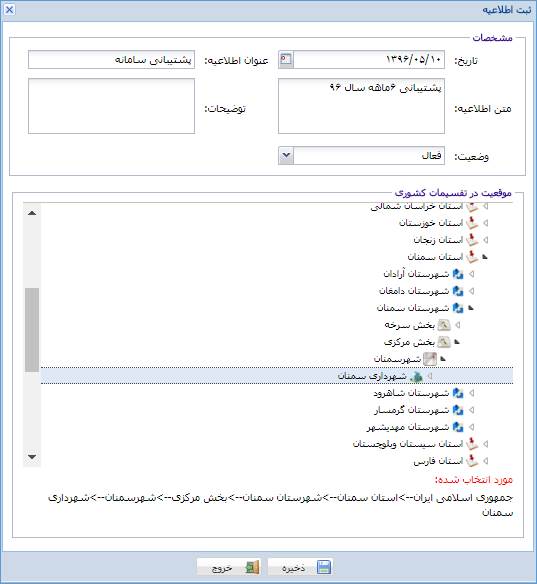 ثبت اطلاعیه
مشخصات
تاریخ: ۱۳۹۶/۰۵/۱۰ عنوان اطلاعیه: پشتیبانی سامانه
متن اطلاعیه: پشتیبانی ۶ماهه سال ۹۶ توضیحات:
وضعیت: فعال
موقعیت در تقسیمات کشوری
استان خراسان شمالی
استان خوزستان
استان زنجان
استان سمنان
شهرستان آرادان
شهرستان دامغان
شهرستان سمنان
بخش سرخه
بخش مرکزی
شهرسمنان
شهرداری سمنان
شهرستان شاهرود
شهرستان گرمسار
شهرستان مهدیشهر
استان سیستان وبلوچستان
استان فارس
مورد انتخاب شده:
جمهوری اسلامی ایران-->استان سمنان-->شهرستان سمنان-->بخش مرکزی-->شهرسمنان-->شهرداری
سمنان
ذخیره خروج